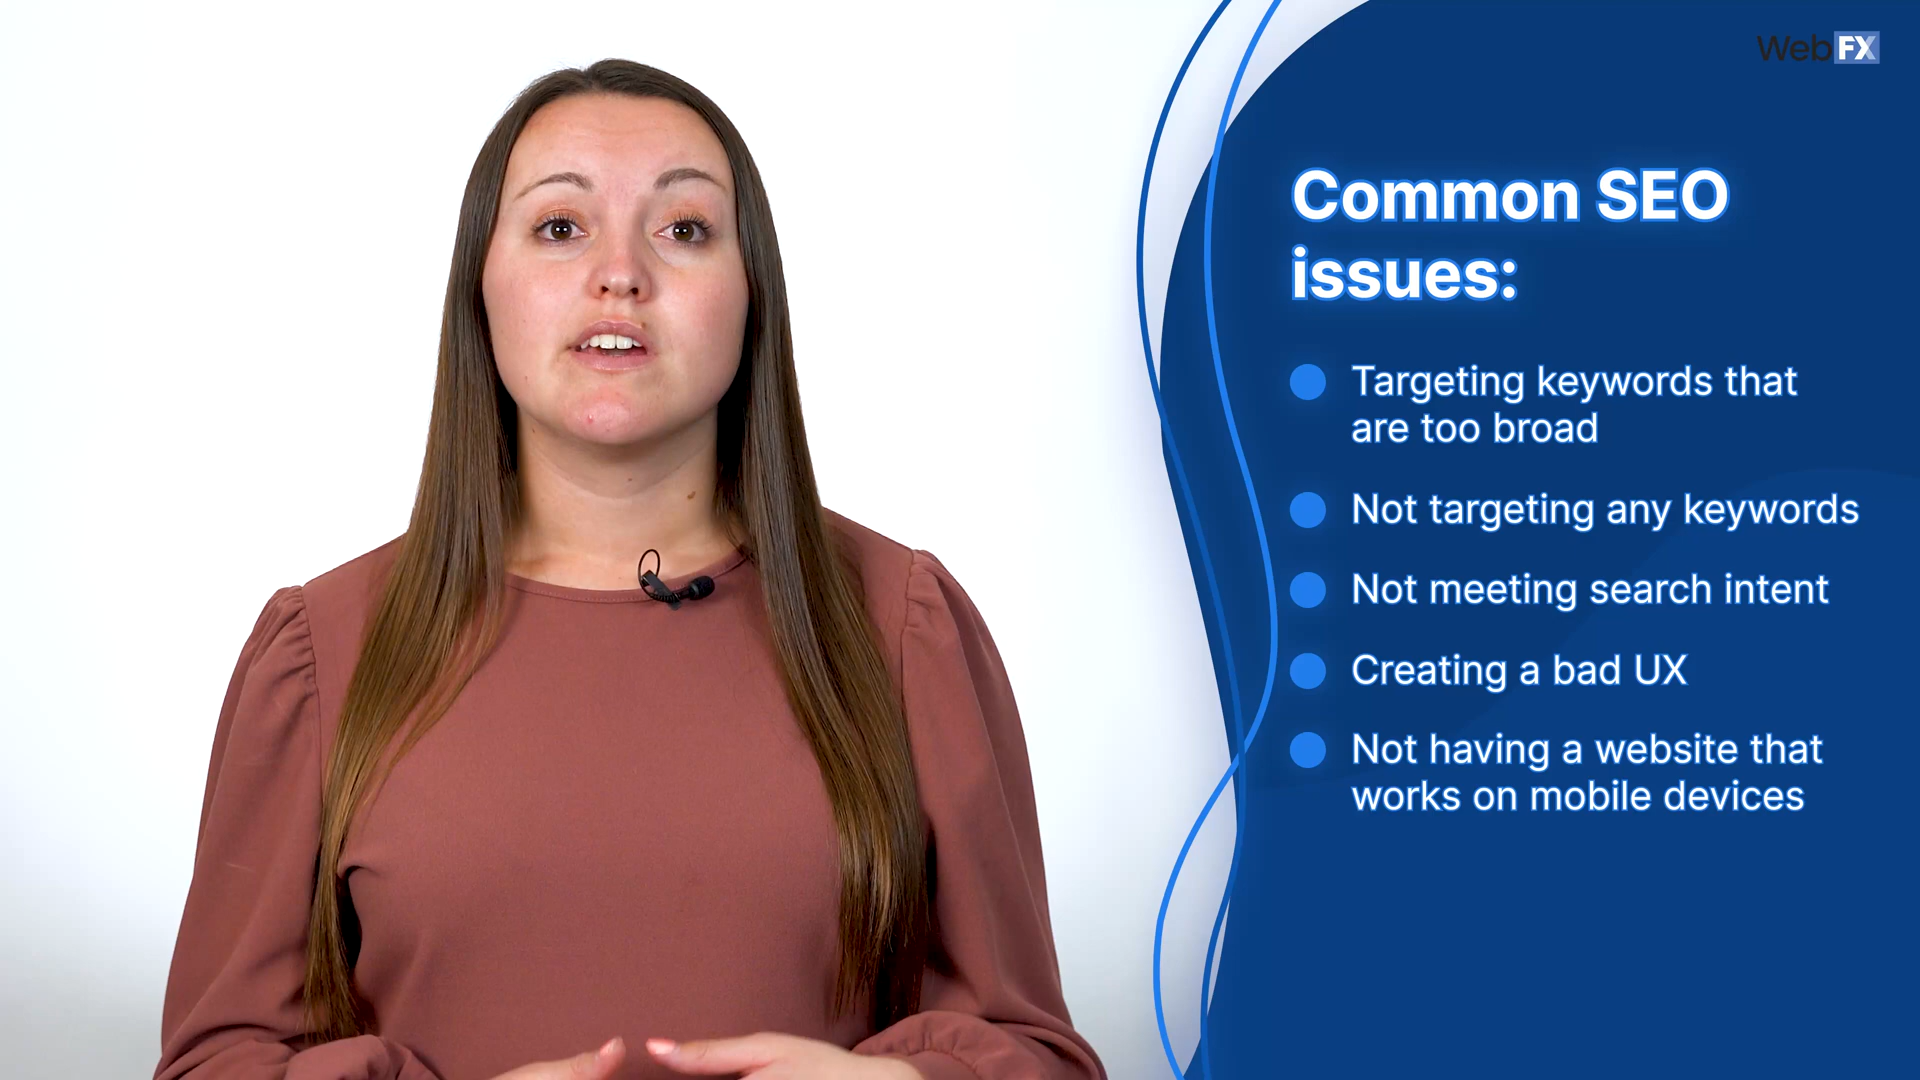 WebFX
Common SEO
issues:
Targeting keywords that
are too broad
Not targeting any keywords
Not meeting search intent
Creating a bad UX
Not having a website that
works on mobile devices